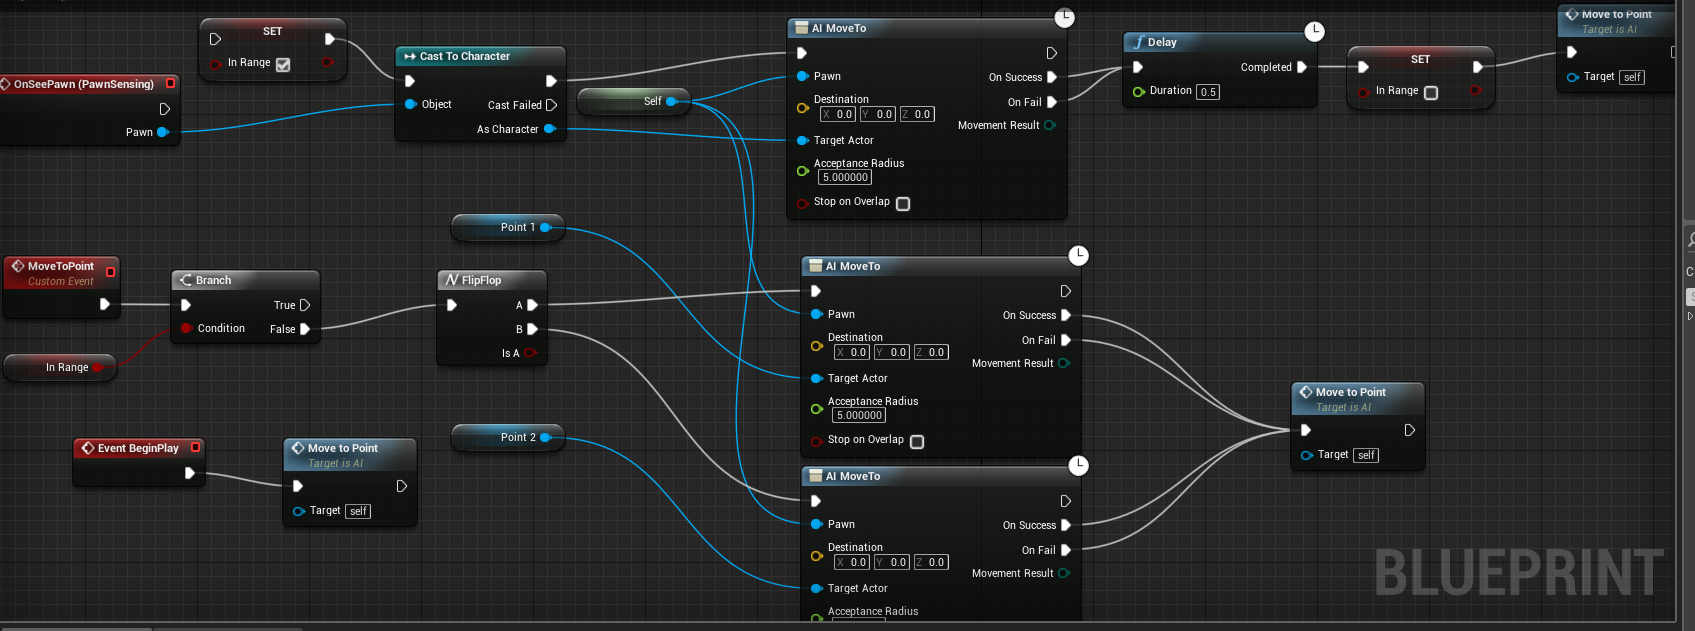 SET
In Range
OnSeePawn (PawnSensing)
Pawn
Cast To Character
Object
Cast Failed
As Character
Self
AI MoveTo
Pawn
On Success
Destination
X 0.0 Y 0.0 Z 0.0
On Fail
Movement Result
Target Actor
Acceptance Radius
5.000000
Stop on Overlap
Delay
Completed
Duration 0.5
SET
In Range
Move to Point
Target is AI
Target self
Point 1
MoveToPoint
Custom Event
Branch
True
Condition
False
In Range
FlipFlop
A
B
Is A
AI MoveTo
Pawn
On Success
Destination
X 0.0 Y 0.0 Z 0.0
On Fail
Movement Result
Target Actor
Acceptance Radius
5.000000
Stop on Overlap
Move to Point
Target is AI
Target self
Event BeginPlay
Move to Point
Target is AI
Target self
Point 2
AI MoveTo
Pawn
On Success
Destination
X 0.0 Y 0.0 Z 0.0
On Fail
Movement Result
Target Actor
Acceptance Radius
BLUEPRINT